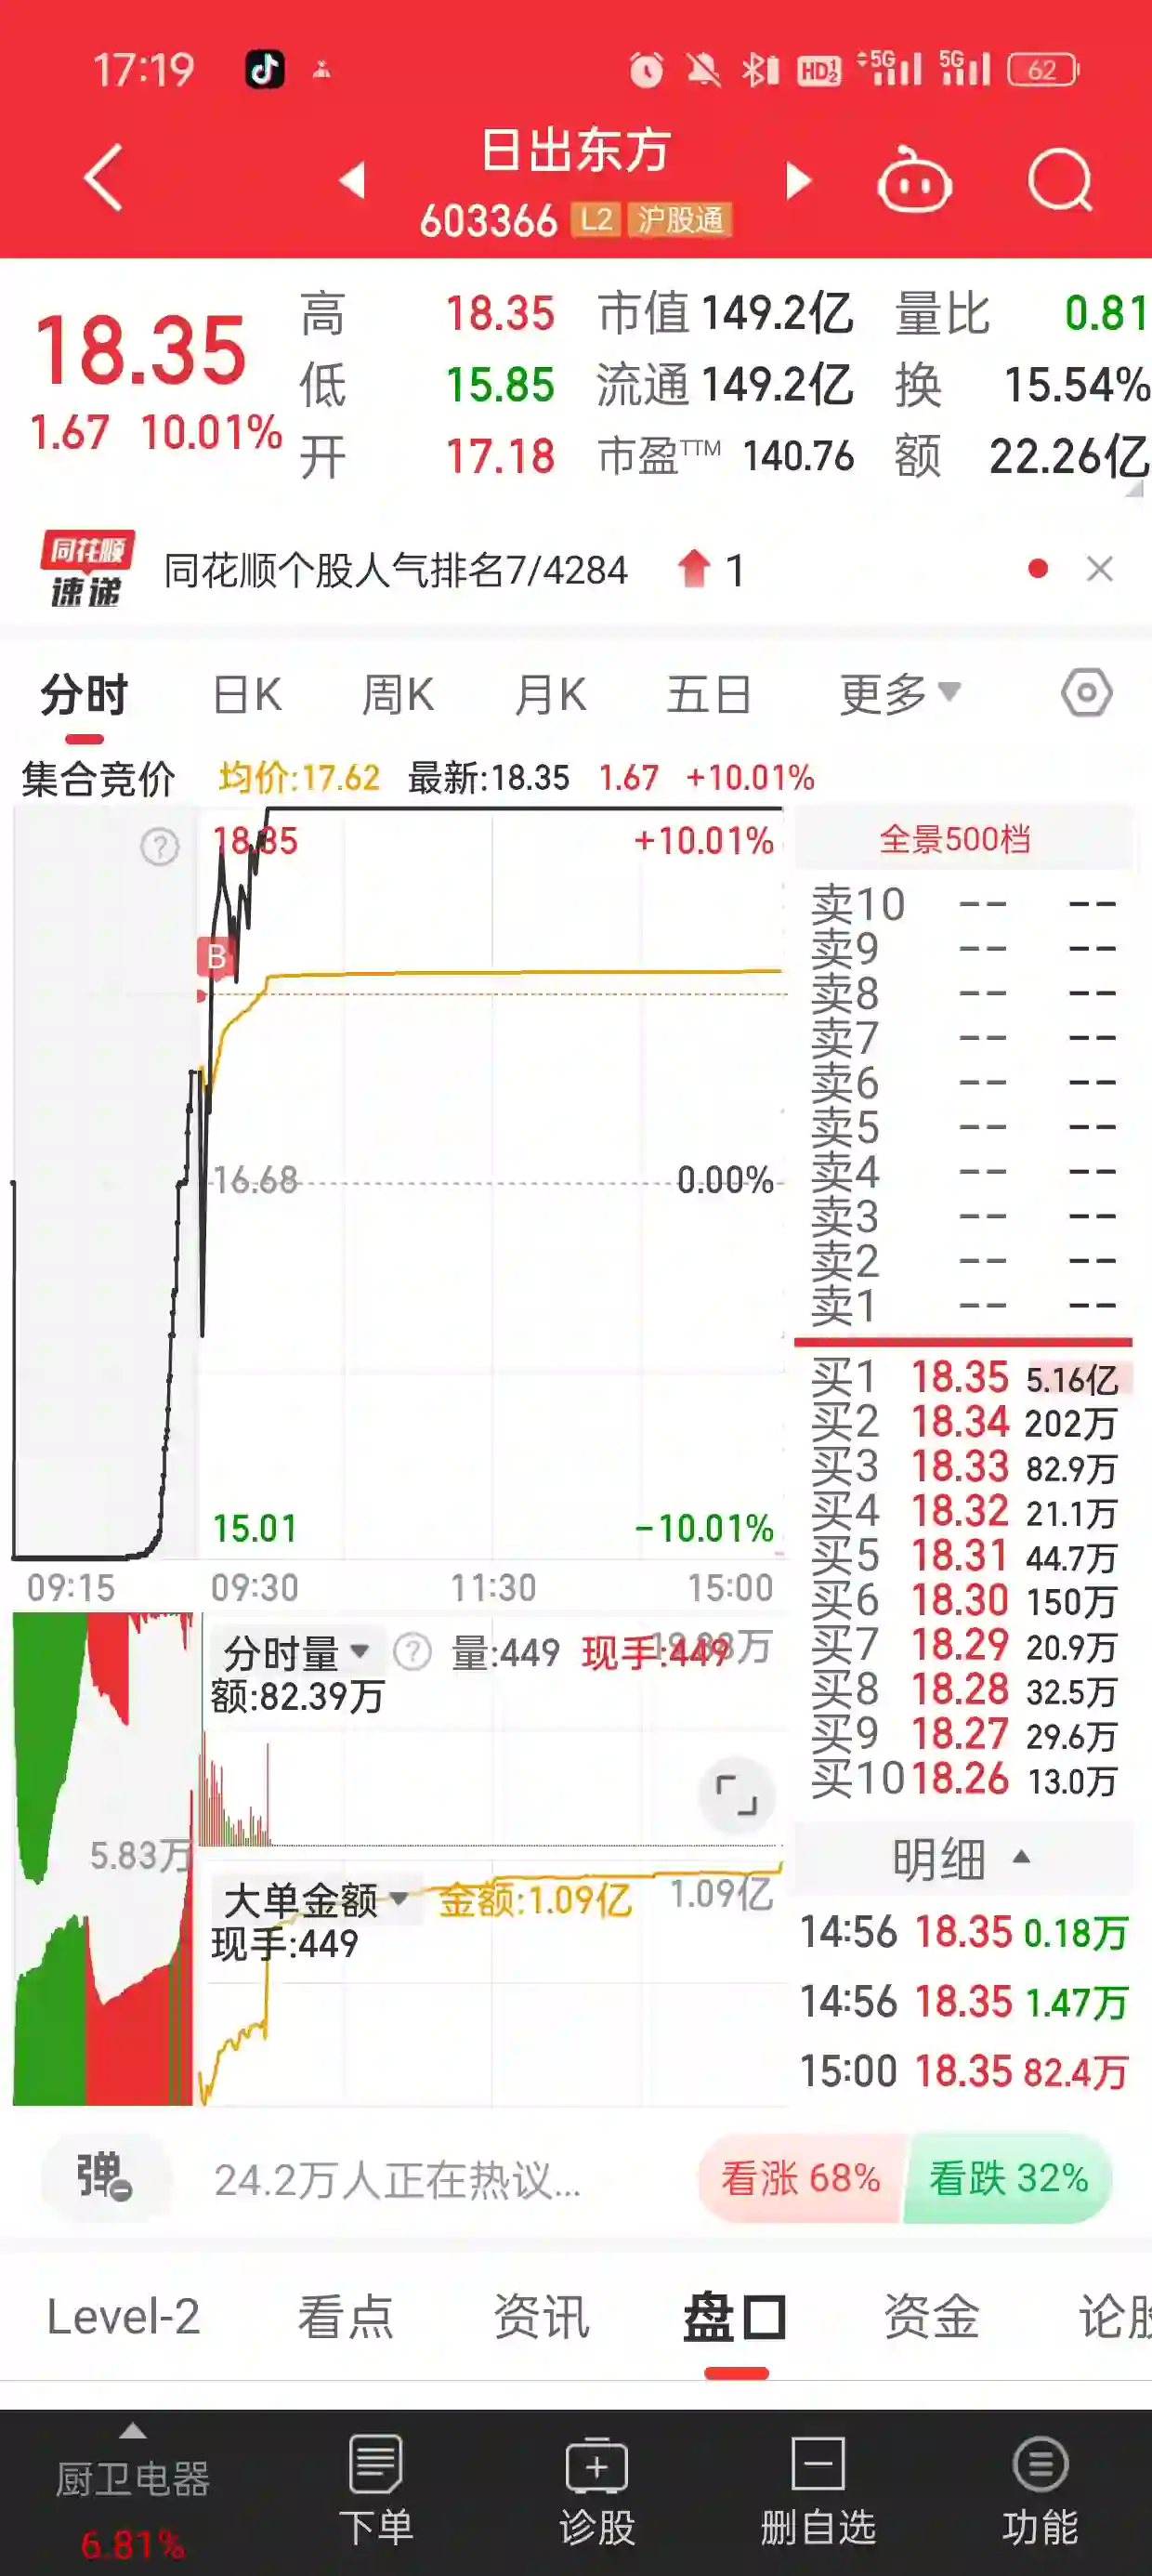 17:19 HD 1 2 5G 5G 62
日出东方
603366 L2 沪股通
18.35
1.67 10.01%
高 18.35 市值 149.2亿 量比 0.81
低 15.85 流通 149.2亿 换 15.54%
开 17.18 市盈TTM 140.76 额 22.26亿
同花顺
速递
同花顺个股人气排名7/4284 1
分时 日K 周K 月K 五日 更多
集合竞价 均价:17.62 最新:18.35 1.67 +10.01%
? 18.35 +10.01%
B
16.68 0.00%
15.01 -10.01%
09:15 09:30 11:30 15:00
全景500档
卖10 -- --
卖9 -- --
卖8 -- --
卖7 -- --
卖6 -- --
卖5 -- --
卖4 -- --
卖3 -- --
卖2 -- --
卖1 -- --
买1 18.35 5.16亿
买2 18.34 202万
买3 18.33 82.9万
买4 18.32 21.1万
买5 18.31 44.7万
买6 18.30 150万
买7 18.29 20.9万
买8 18.28 32.5万
买9 18.27 29.6万
买10 18.26 13.0万
分时量 ? 量:449 现手:449
额:82.39万
5.83万
大单金额 金额:1.09亿 1.09亿
现手:449
明细
14:56 18.35 0.18万
14:56 18.35 1.47万
15:00 18.35 82.4万
弹 24.2万人正在热议... 看涨 68% 看跌 32%
Level-2 看点 资讯 盘口 资金 论股
厨卫电器 下单 诊股 删自选 功能
6.81%